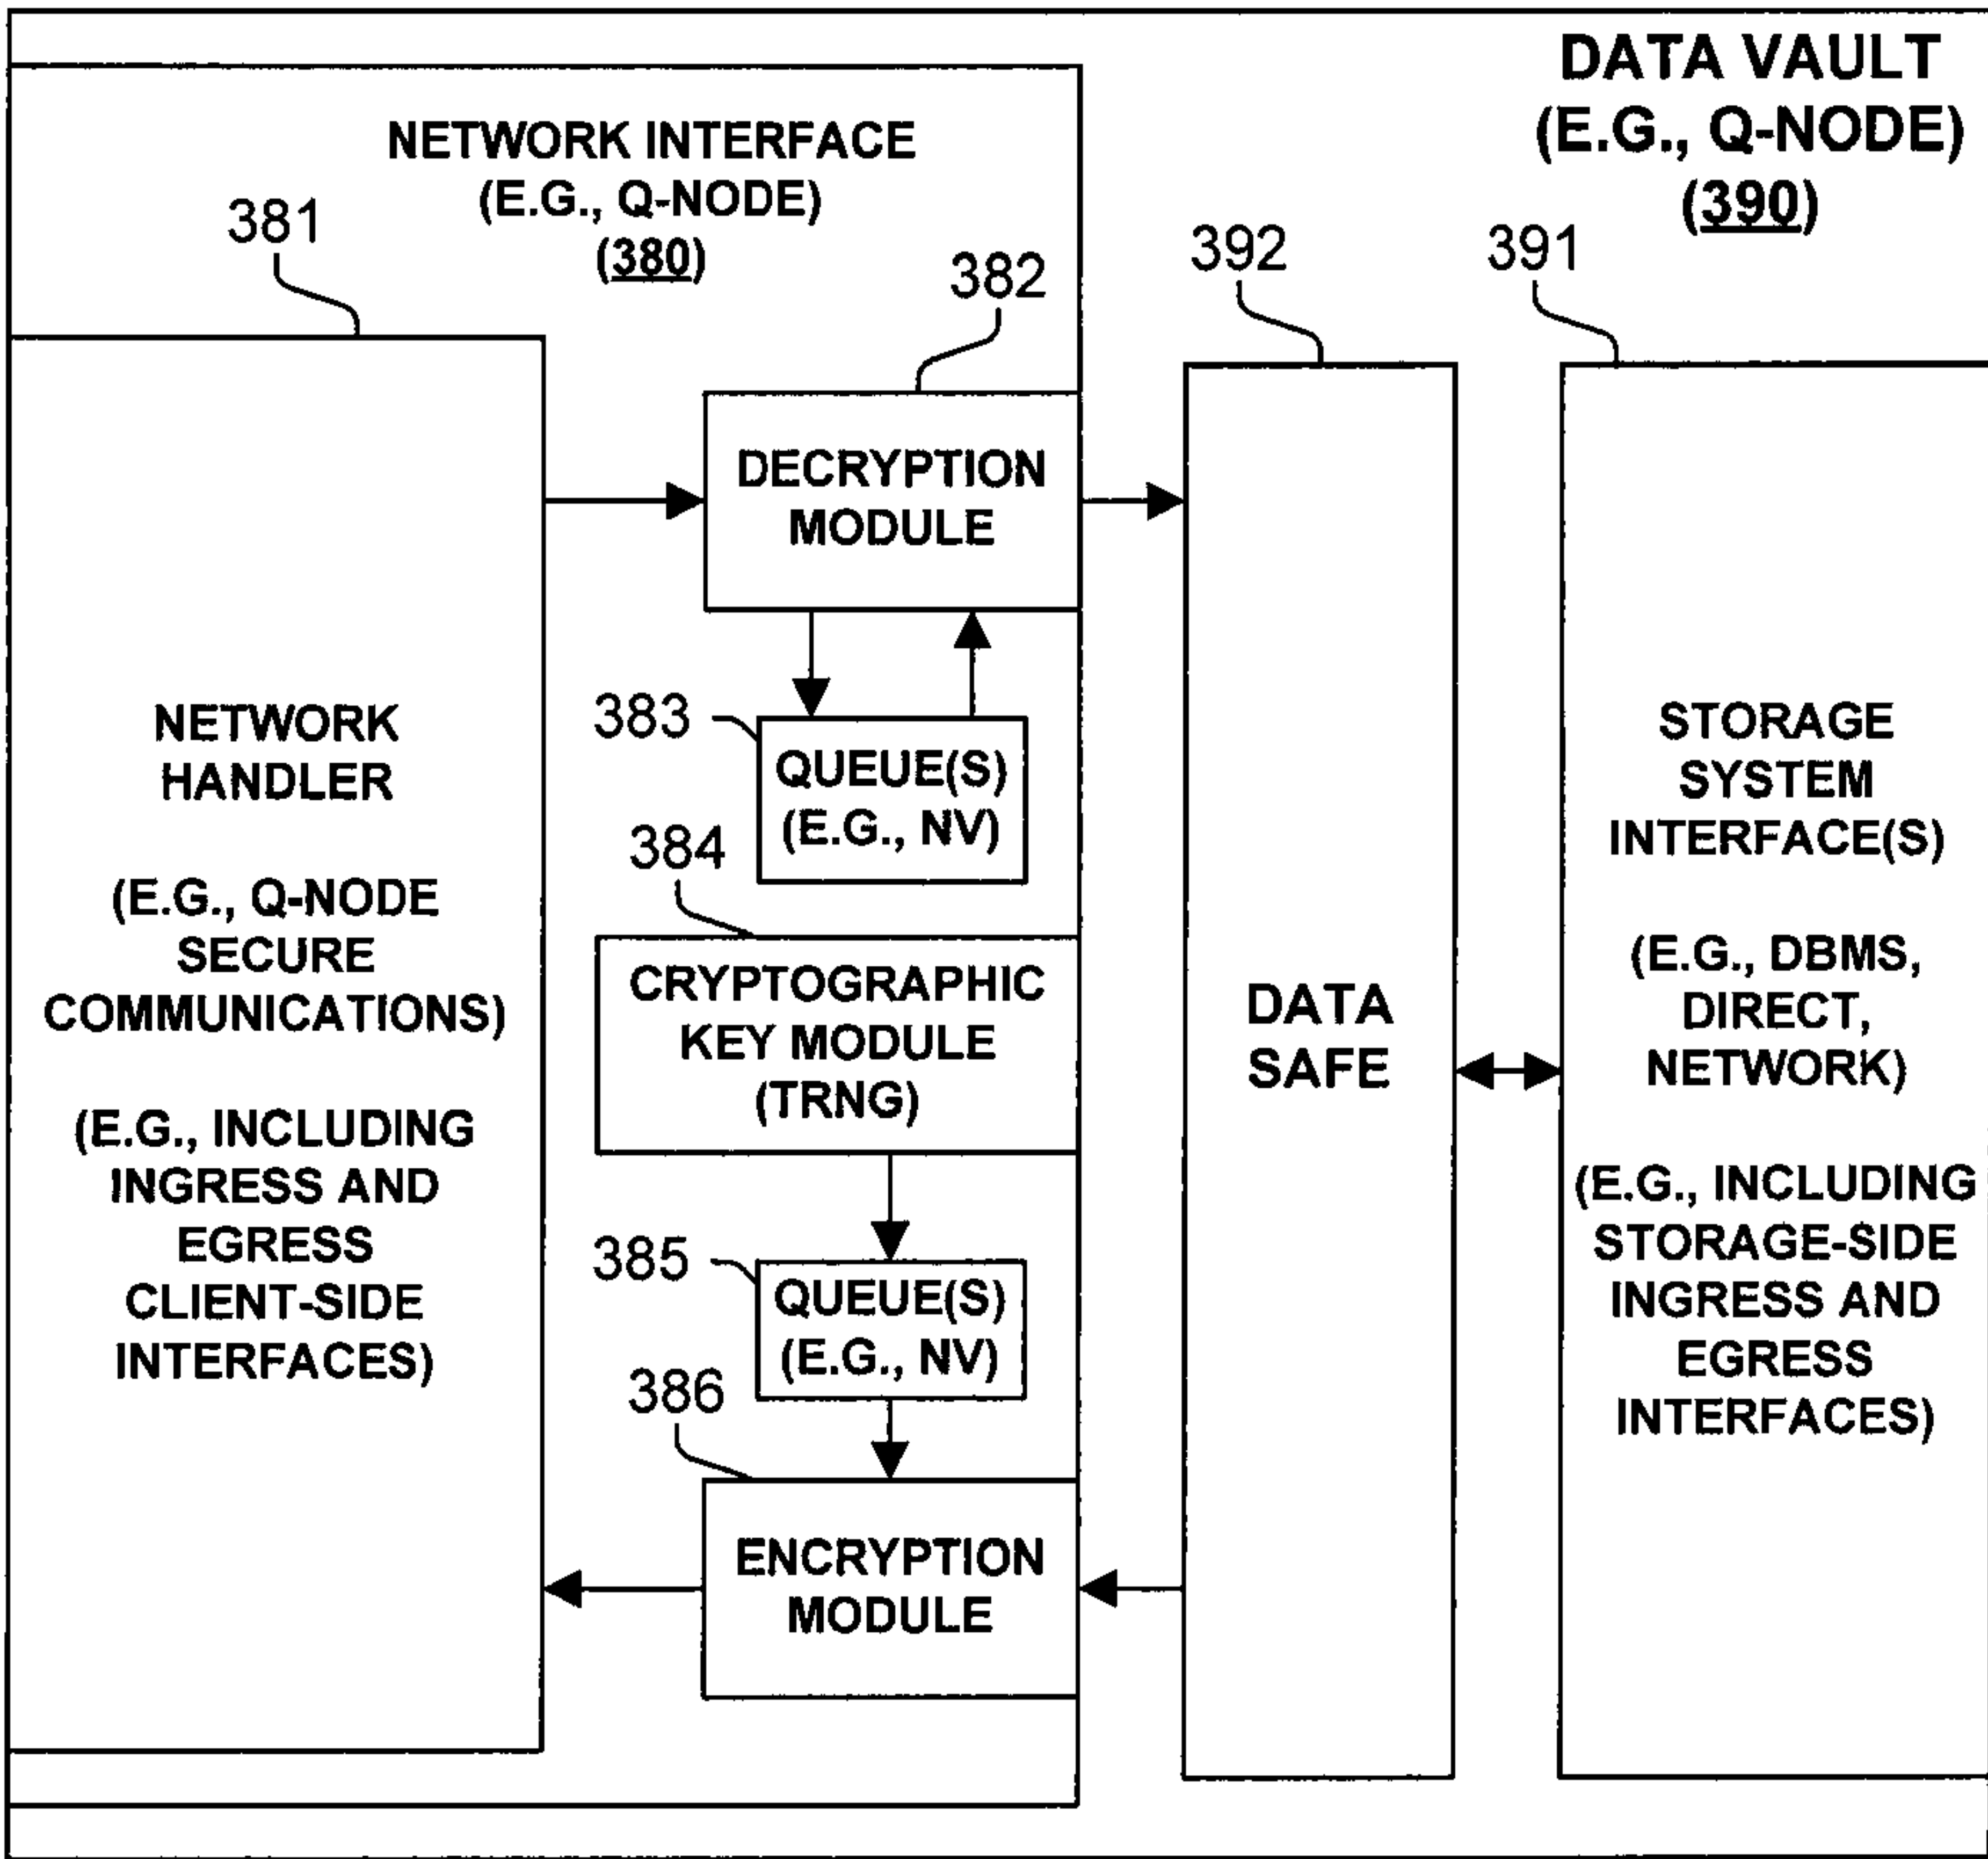 DATA VAULT
(E.G., Q-NODE)
(390)
NETWORK INTERFACE
(E.G., Q-NODE)
(380)
381
382
392
391
DECRYPTION
MODULE
383
QUEUE(S)
(E.G., NV)
384
CRYPTOGRAPHIC
KEY MODULE
(TRNG)
385
QUEUE(S)
(E.G., NV)
386
ENCRYPTION
MODULE
NETWORK
HANDLER
(E.G., Q-NODE
SECURE
COMMUNICATIONS)
(E.G., INCLUDING
INGRESS AND
EGRESS
CLIENT-SIDE
INTERFACES)
DATA
SAFE
STORAGE
SYSTEM
INTERFACE(S)
(E.G., DBMS,
DIRECT,
NETWORK)
(E.G., INCLUDING
STORAGE-SIDE
INGRESS AND
EGRESS
INTERFACES)